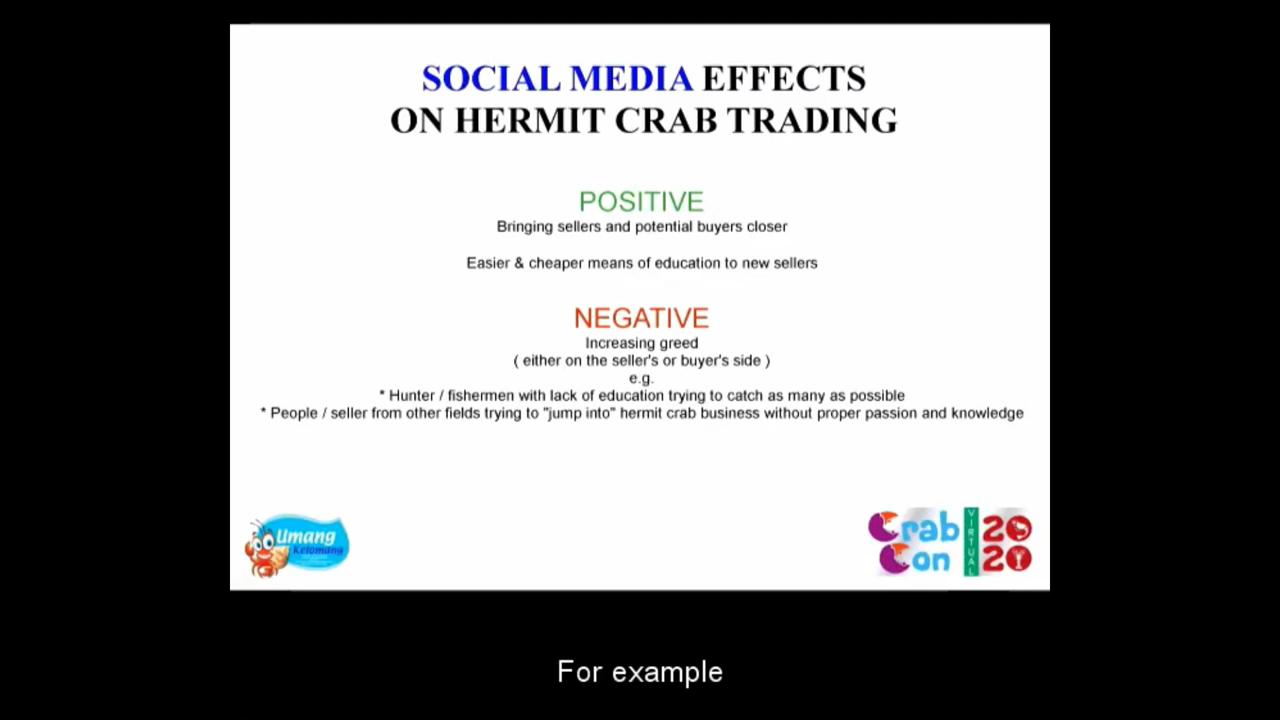 SOCIAL MEDIA EFFECTS
ON HERMIT CRAB TRADING
POSITIVE
Bringing sellers and potential buyers closer
Easier & cheaper means of education to new sellers
NEGATIVE
Increasing greed
( either on the seller's or buyer's side )
e.g.
* Hunter / fishermen with lack of education trying to catch as many as possible
* People / seller from other fields trying to "jump into" hermit crab business without proper passion and knowledge
Umang
Kelomang
Crab
Con
VIRTUAL
2020
For example